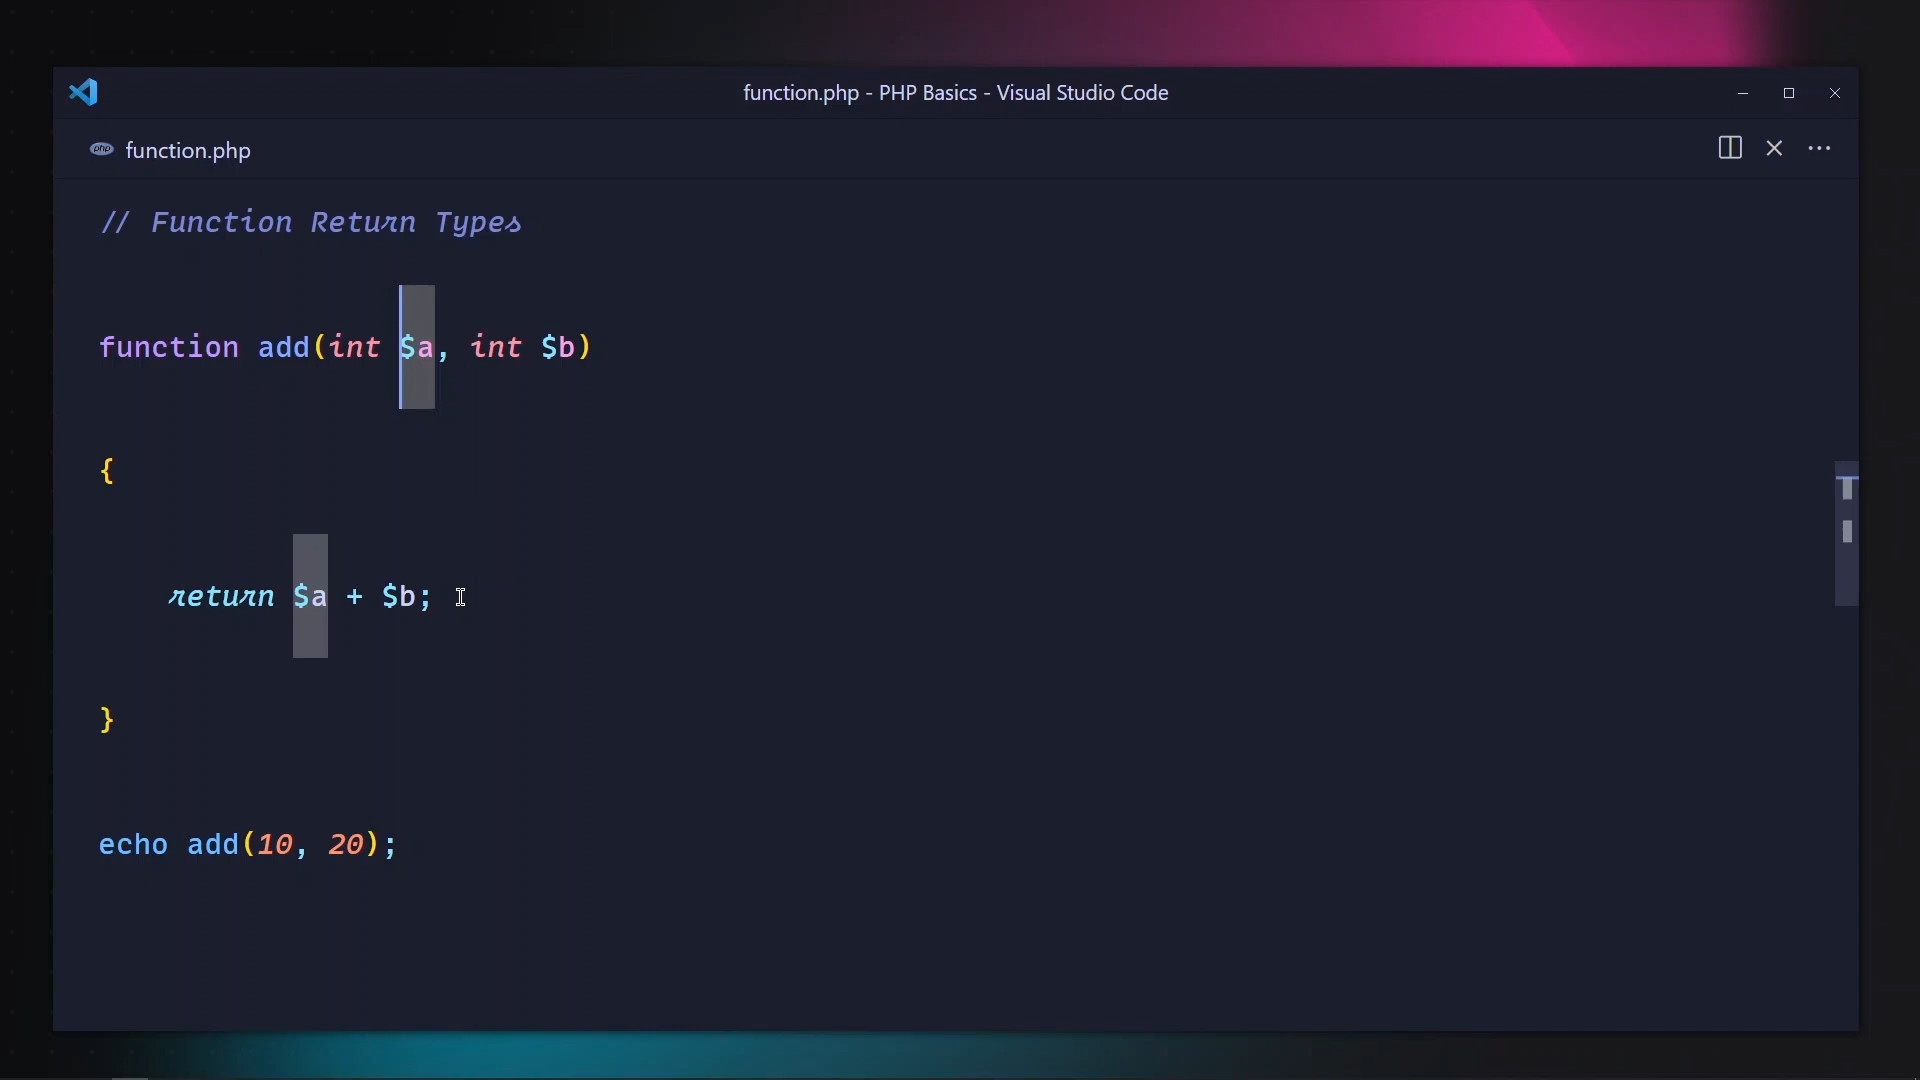 function.php - PHP Basics - Visual Studio Code
php function.php
// Function Return Types
function add(int $a, int $b)
{
return $a + $b;
}
echo add(10, 20);